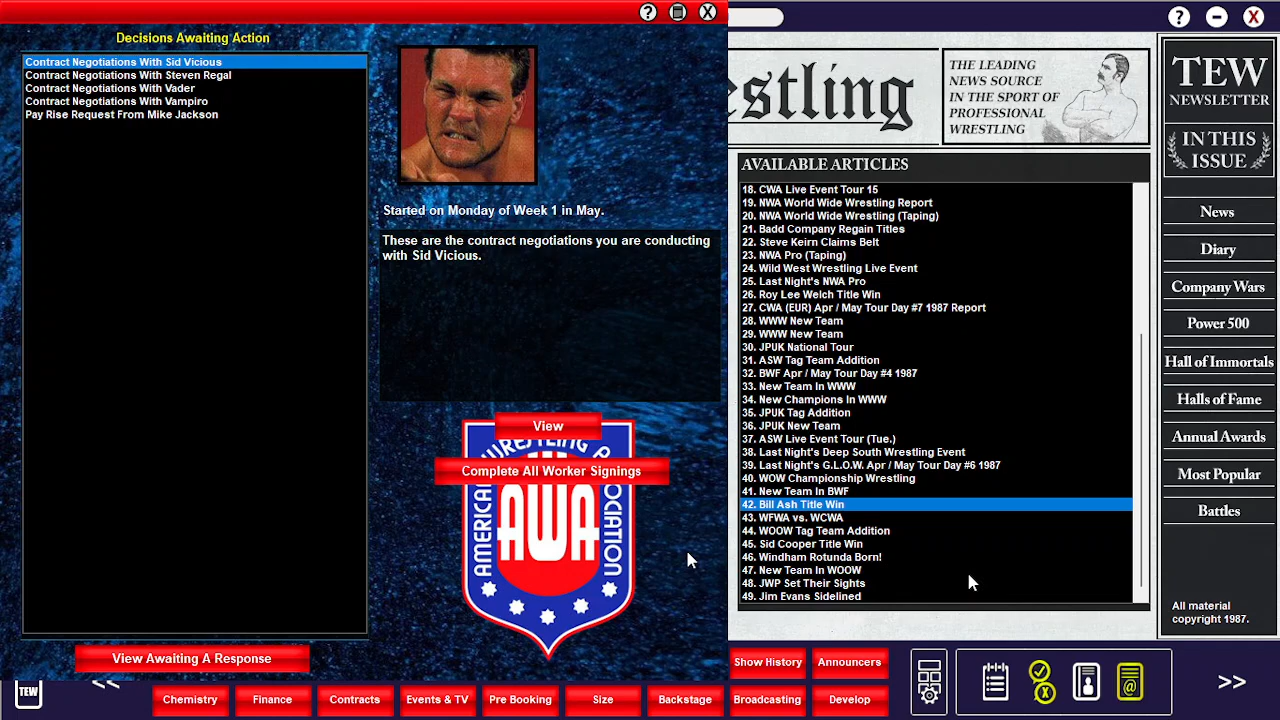 Decisions Awaiting Action
Contract Negotiations With Sid Vicious
Contract Negotiations With Steven Regal
Contract Negotiations With Vader
Contract Negotiations With Vampiro
Pay Rise Request From Mike Jackson
Started on Monday of Week 1 in May.
These are the contract negotiations you are conducting
with Sid Vicious.
View
Complete All Worker Signings
AMERICAN WRESTLING ASSOCIATION
AWA
View Awaiting A Response
?
X
?
X
estling
THE LEADING
NEWS SOURCE
IN THE SPORT OF
PROFESSIONAL
WRESTLING
AVAILABLE ARTICLES
18. CWA Live Event Tour 15
19. NWA World Wide Wrestling Report
20. NWA World Wide Wrestling (Taping)
21. Badd Company Regain Titles
22. Steve Keirn Claims Belt
23. NWA Pro (Taping)
24. Wild West Wrestling Live Event
25. Last Night's NWA Pro
26. Roy Lee Welch Title Win
27. CWA (EUR) Apr / May Tour Day #7 1987 Report
28. WWW New Team
29. WWW New Team
30. JPUK National Tour
31. ASW Tag Team Addition
32. BWF Apr / May Tour Day #4 1987
33. New Team In WWW
34. New Champions In WWW
35. JPUK Tag Addition
36. JPUK New Team
37. ASW Live Event Tour (Tue.)
38. Last Night's Deep South Wrestling Event
39. Last Night's G.L.O.W. Apr / May Tour Day #6 1987
40. WOW Championship Wrestling
41. New Team In BWF
42. Bill Ash Title Win
43. WFWA vs. WCWA
44. WOOW Tag Team Addition
45. Sid Cooper Title Win
46. Windham Rotunda Born!
47. New Team In WOOW
48. JWP Set Their Sights
49. Jim Evans Sidelined
TEW
NEWSLETTER
IN THIS
ISSUE
News
Diary
Company Wars
Power 500
Hall of Immortals
Halls of Fame
Annual Awards
Most Popular
Battles
All material
copyright 1987.
Show History
Announcers
TEW
<<
Chemistry
Finance
Contracts
Events & TV
Pre Booking
Size
Backstage
Broadcasting
Develop
>>